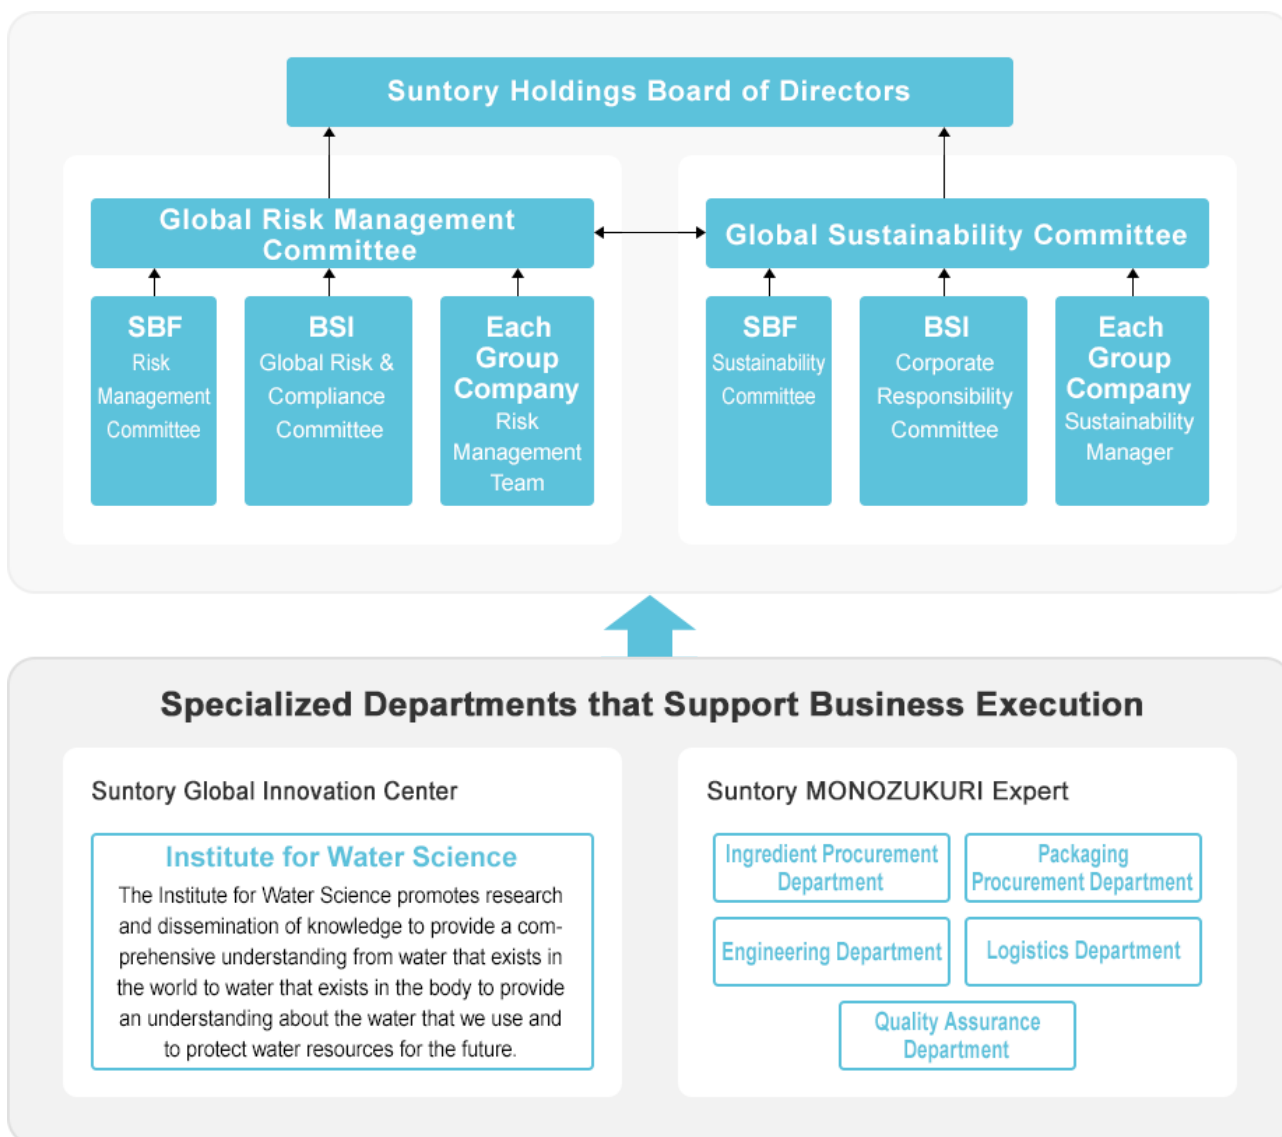 Suntory Holdings Board of Directors
Global Risk Management
Committee
Global Sustainability Committee
SBF
Risk
Management
Committee
BSI
Global Risk &
Compliance
Committee
Each
Group
Company
Risk
Management
Team
SBF
Sustainability
Committee
BSI
Corporate
Responsibility
Committee
Each
Group
Company
Sustainability
Manager
Specialized Departments that Support Business Execution
Suntory Global Innovation Center
Institute for Water Science
The Institute for Water Science promotes research
and dissemination of knowledge to provide a com-
prehensive understanding from water that exists in
the world to water that exists in the body to provide
an understanding about the water that we use and
to protect water resources for the future.
Suntory MONOZUKURI Expert
Ingredient Procurement
Department
Packaging
Procurement Department
Engineering Department
Logistics Department
Quality Assurance
Department